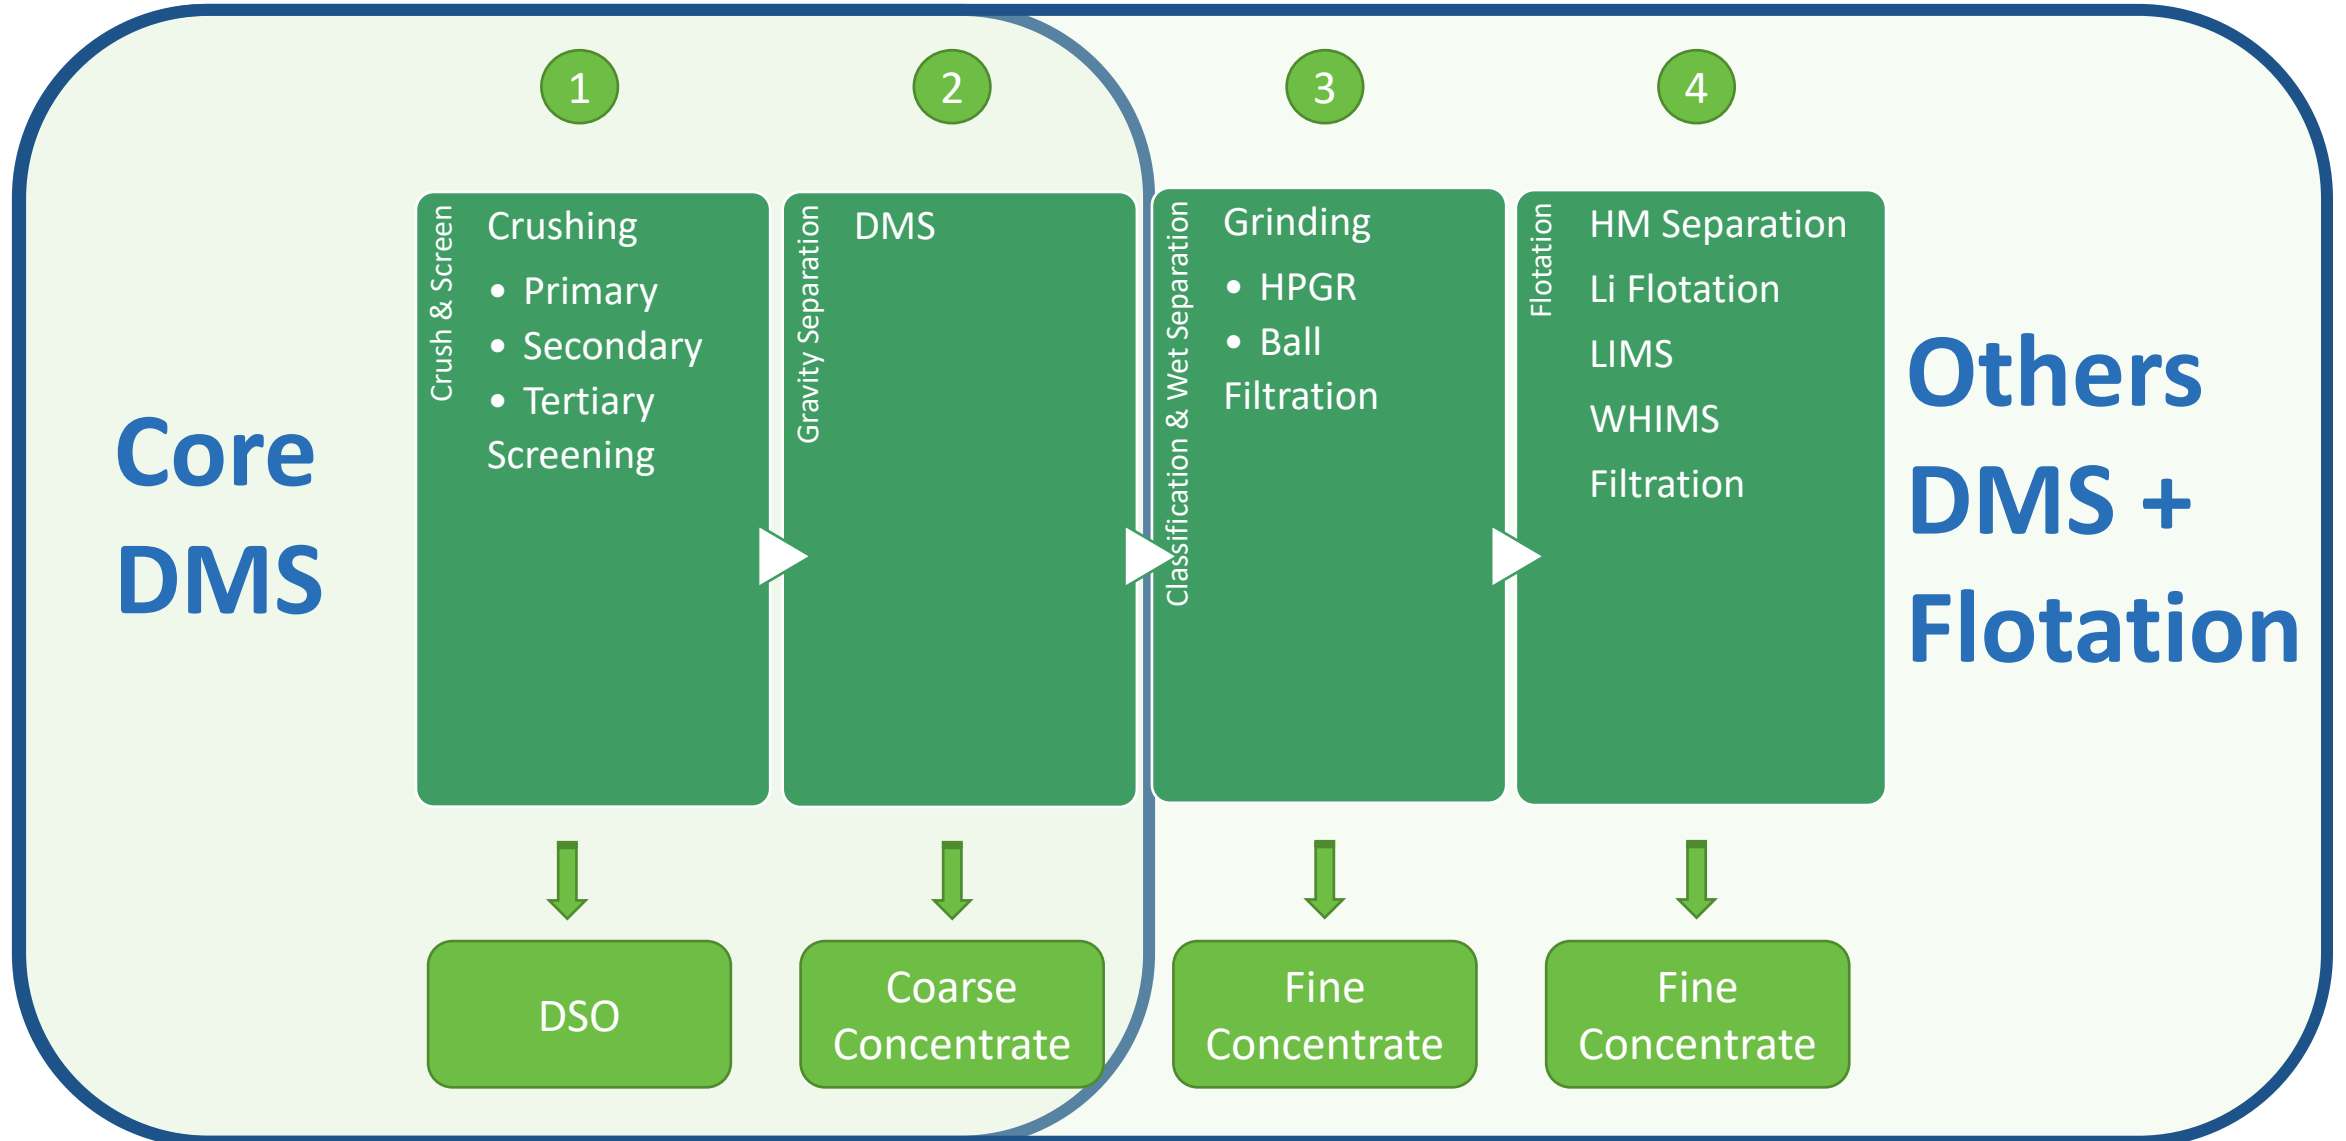 1
2
3
4
Core
DMS
Crush & Screen
Crushing
• Primary
• Secondary
• Tertiary
Screening
Gravity Separation
DMS
Classification & Wet Separation
Grinding
• HPGR
• Ball
Filtration
Flotation
HM Separation
Li Flotation
LIMS
WHIMS
Filtration
Others
DMS +
Flotation
DSO
Coarse
Concentrate
Fine
Concentrate
Fine
Concentrate